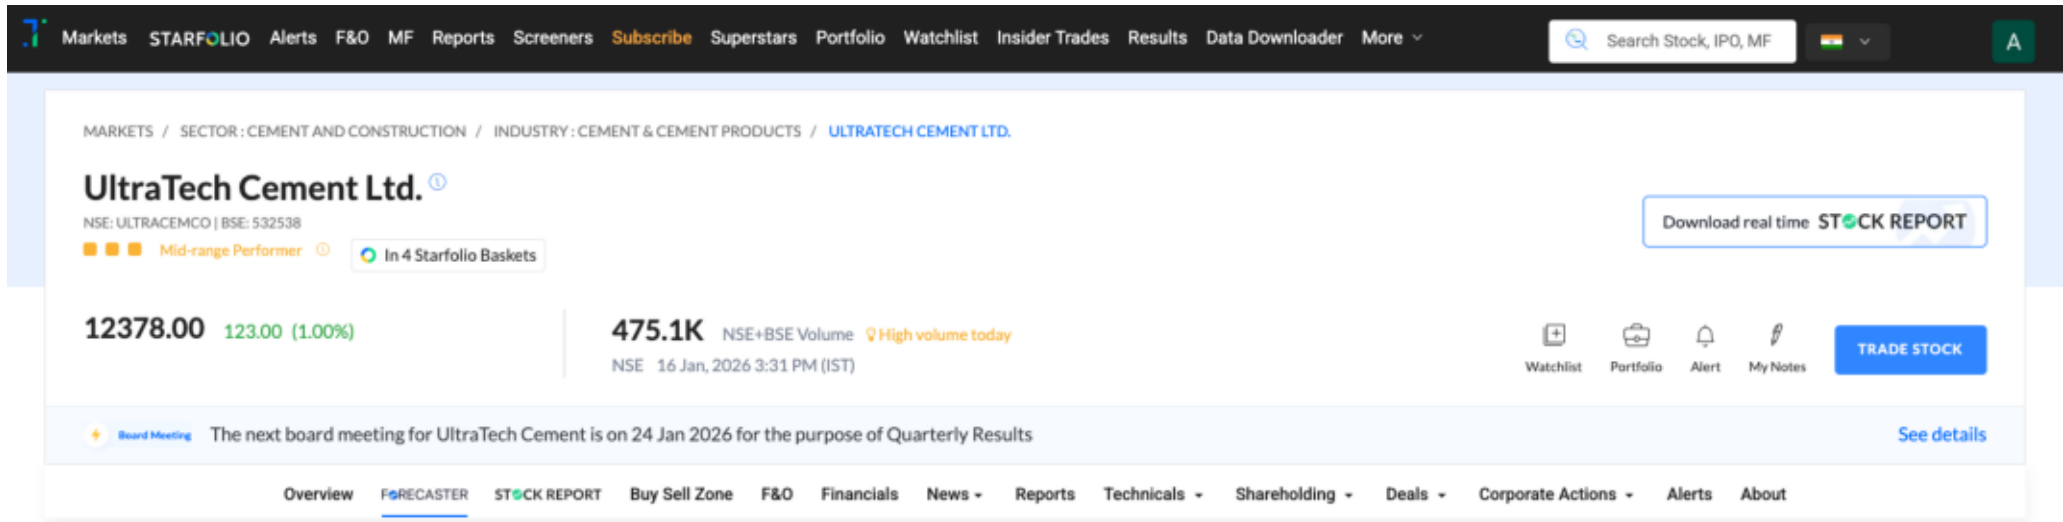 Markets STARFOLIO Alerts F&O MF Reports Screeners Subscribe Superstars Portfolio Watchlist Insider Trades Results Data Downloader More Search Stock, IPO, MF A
MARKETS / SECTOR : CEMENT AND CONSTRUCTION / INDUSTRY : CEMENT & CEMENT PRODUCTS / ULTRATECH CEMENT LTD.
UltraTech Cement Ltd.
NSE: ULTRACEMCO | BSE: 532538
Mid-range Performer In 4 Starfolio Baskets
Download real time STOCK REPORT
12378.00 123.00 (1.00%)
475.1K NSE+BSE Volume High volume today
NSE 16 Jan, 2026 3:31 PM (IST)
Watchlist Portfolio Alert My Notes TRADE STOCK
Board Meeting The next board meeting for UltraTech Cement is on 24 Jan 2026 for the purpose of Quarterly Results See details
Overview FORECASTER STOCK REPORT Buy Sell Zone F&O Financials News Reports Technicals Shareholding Deals Corporate Actions Alerts About